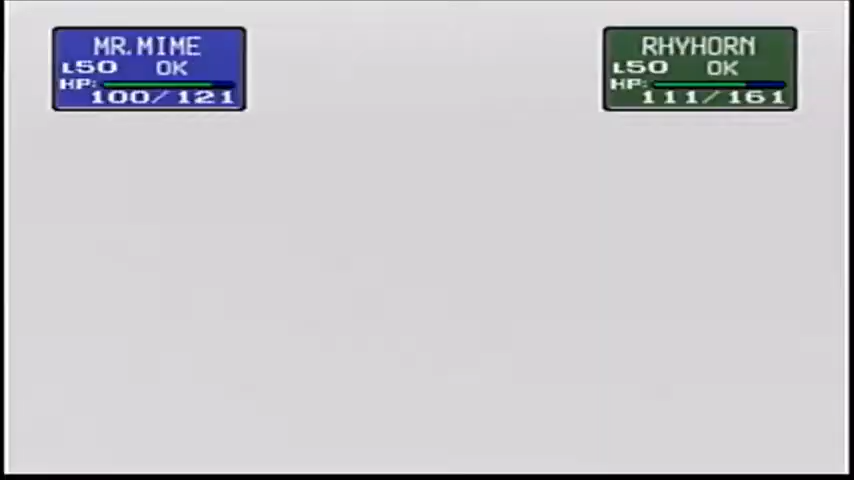 MR.MIME
L50 OK
HP:
100/121
RHYHORN
L50 OK
HP:
111/161